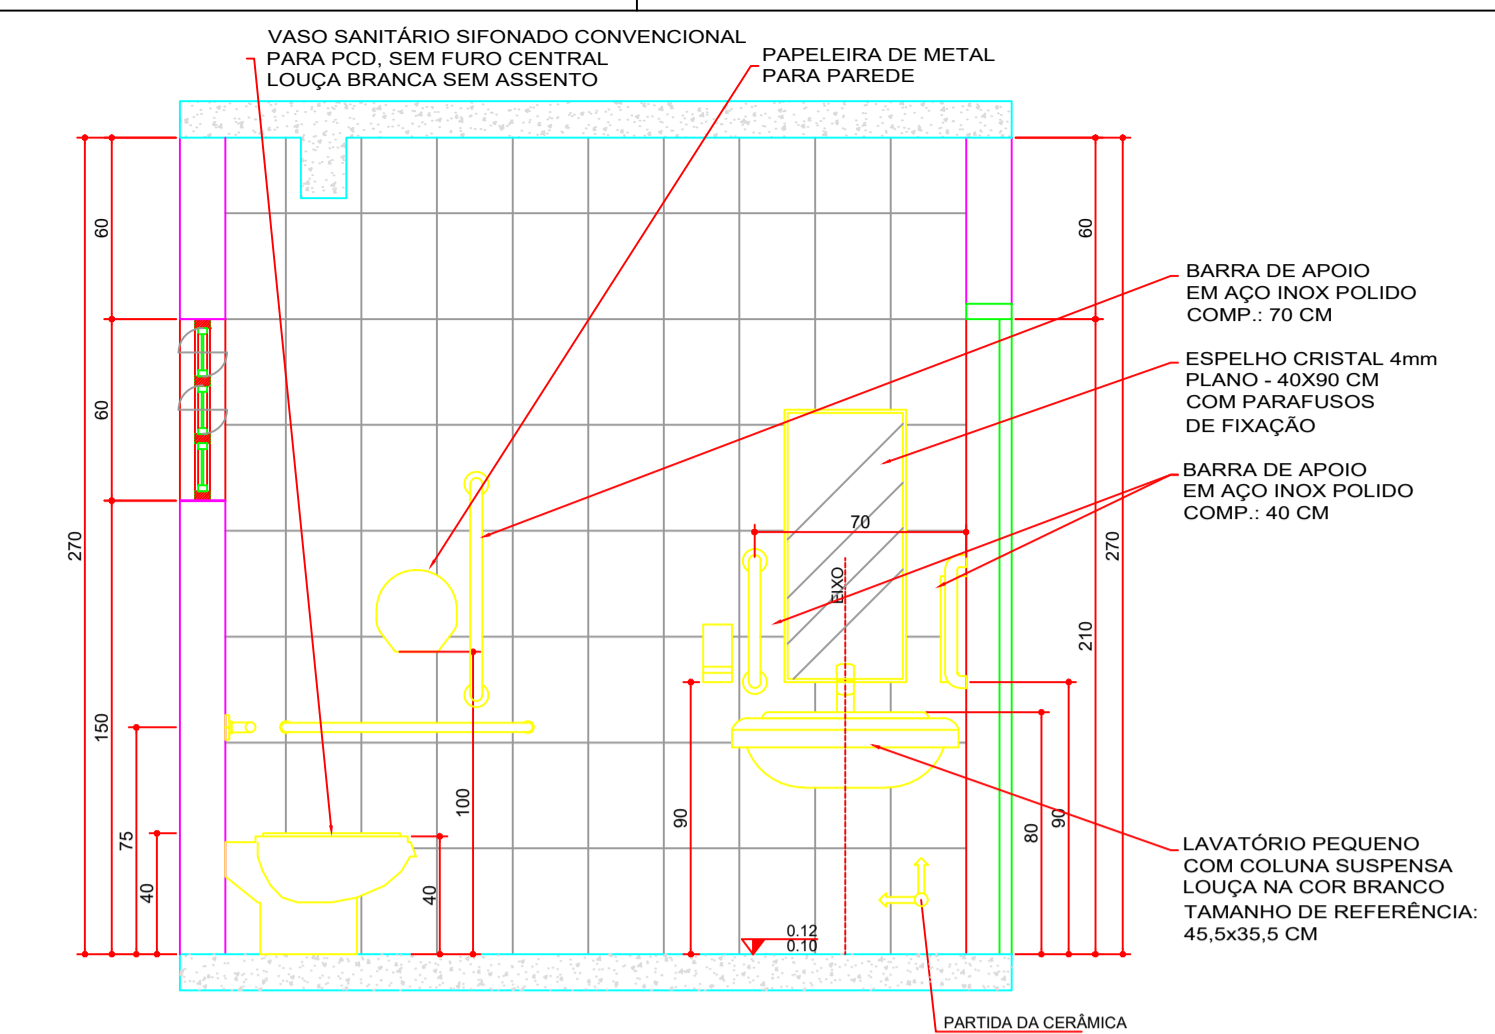 VASO SANITÁRIO SIFONADO CONVENCIONAL
PARA PCD, SEM FURO CENTRAL
LOUÇA BRANCA SEM ASSENTO
PAPELEIRA DE METAL
PARA PAREDE
BARRA DE APOIO
EM AÇO INOX POLIDO
COMP.: 70 CM
ESPELHO CRISTAL 4mm
PLANO - 40X90 CM
COM PARAFUSOS
DE FIXAÇÃO
BARRA DE APOIO
EM AÇO INOX POLIDO
COMP.: 40 CM
LAVATÓRIO PEQUENO
COM COLUNA SUSPENSA
LOUÇA NA COR BRANCO
TAMANHO DE REFERÊNCIA:
45,5x35,5 CM
PARTIDA DA CERÂMICA
60
60
150
270
75
40
40
100
90
70
EIXO
0.12
0.10
80
90
60
210
270